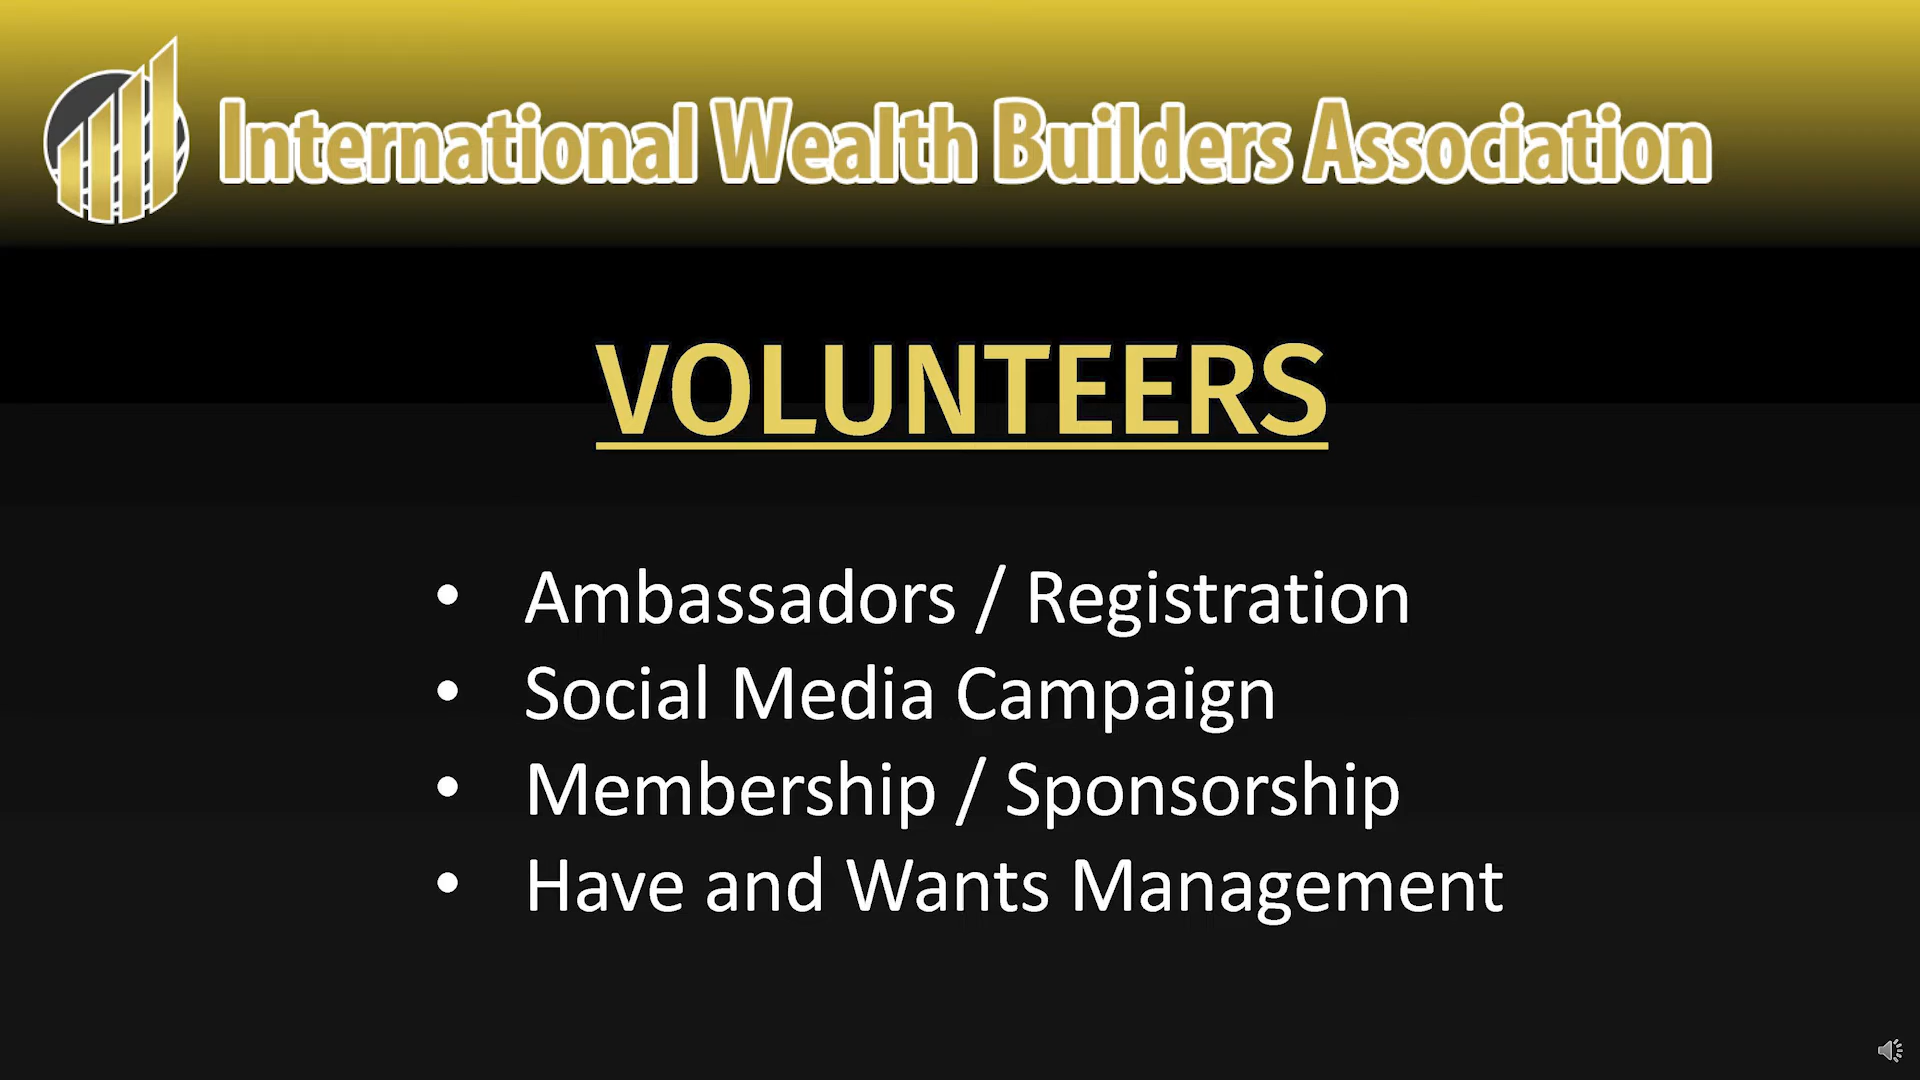 International Wealth Builders Association
VOLUNTEERS
• Ambassadors / Registration
• Social Media Campaign
• Membership / Sponsorship
• Have and Wants Management